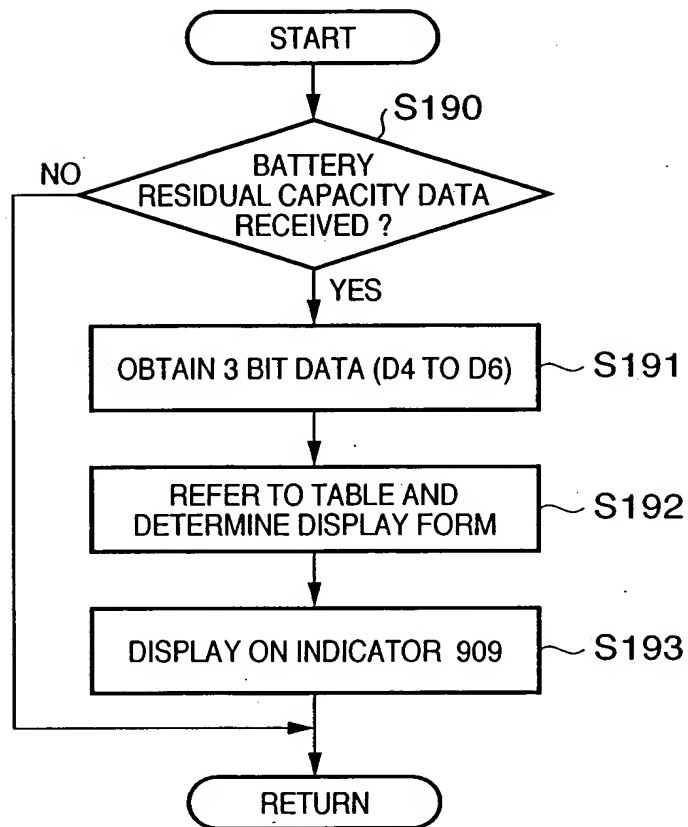 START
S190
BATTERY
RESIDUAL CAPACITY DATA
RECEIVED ?
NO
YES
OBTAIN 3 BIT DATA (D4 TO D6)
S191
REFER TO TABLE AND
DETERMINE DISPLAY FORM
S192
DISPLAY ON INDICATOR 909
S193
RETURN